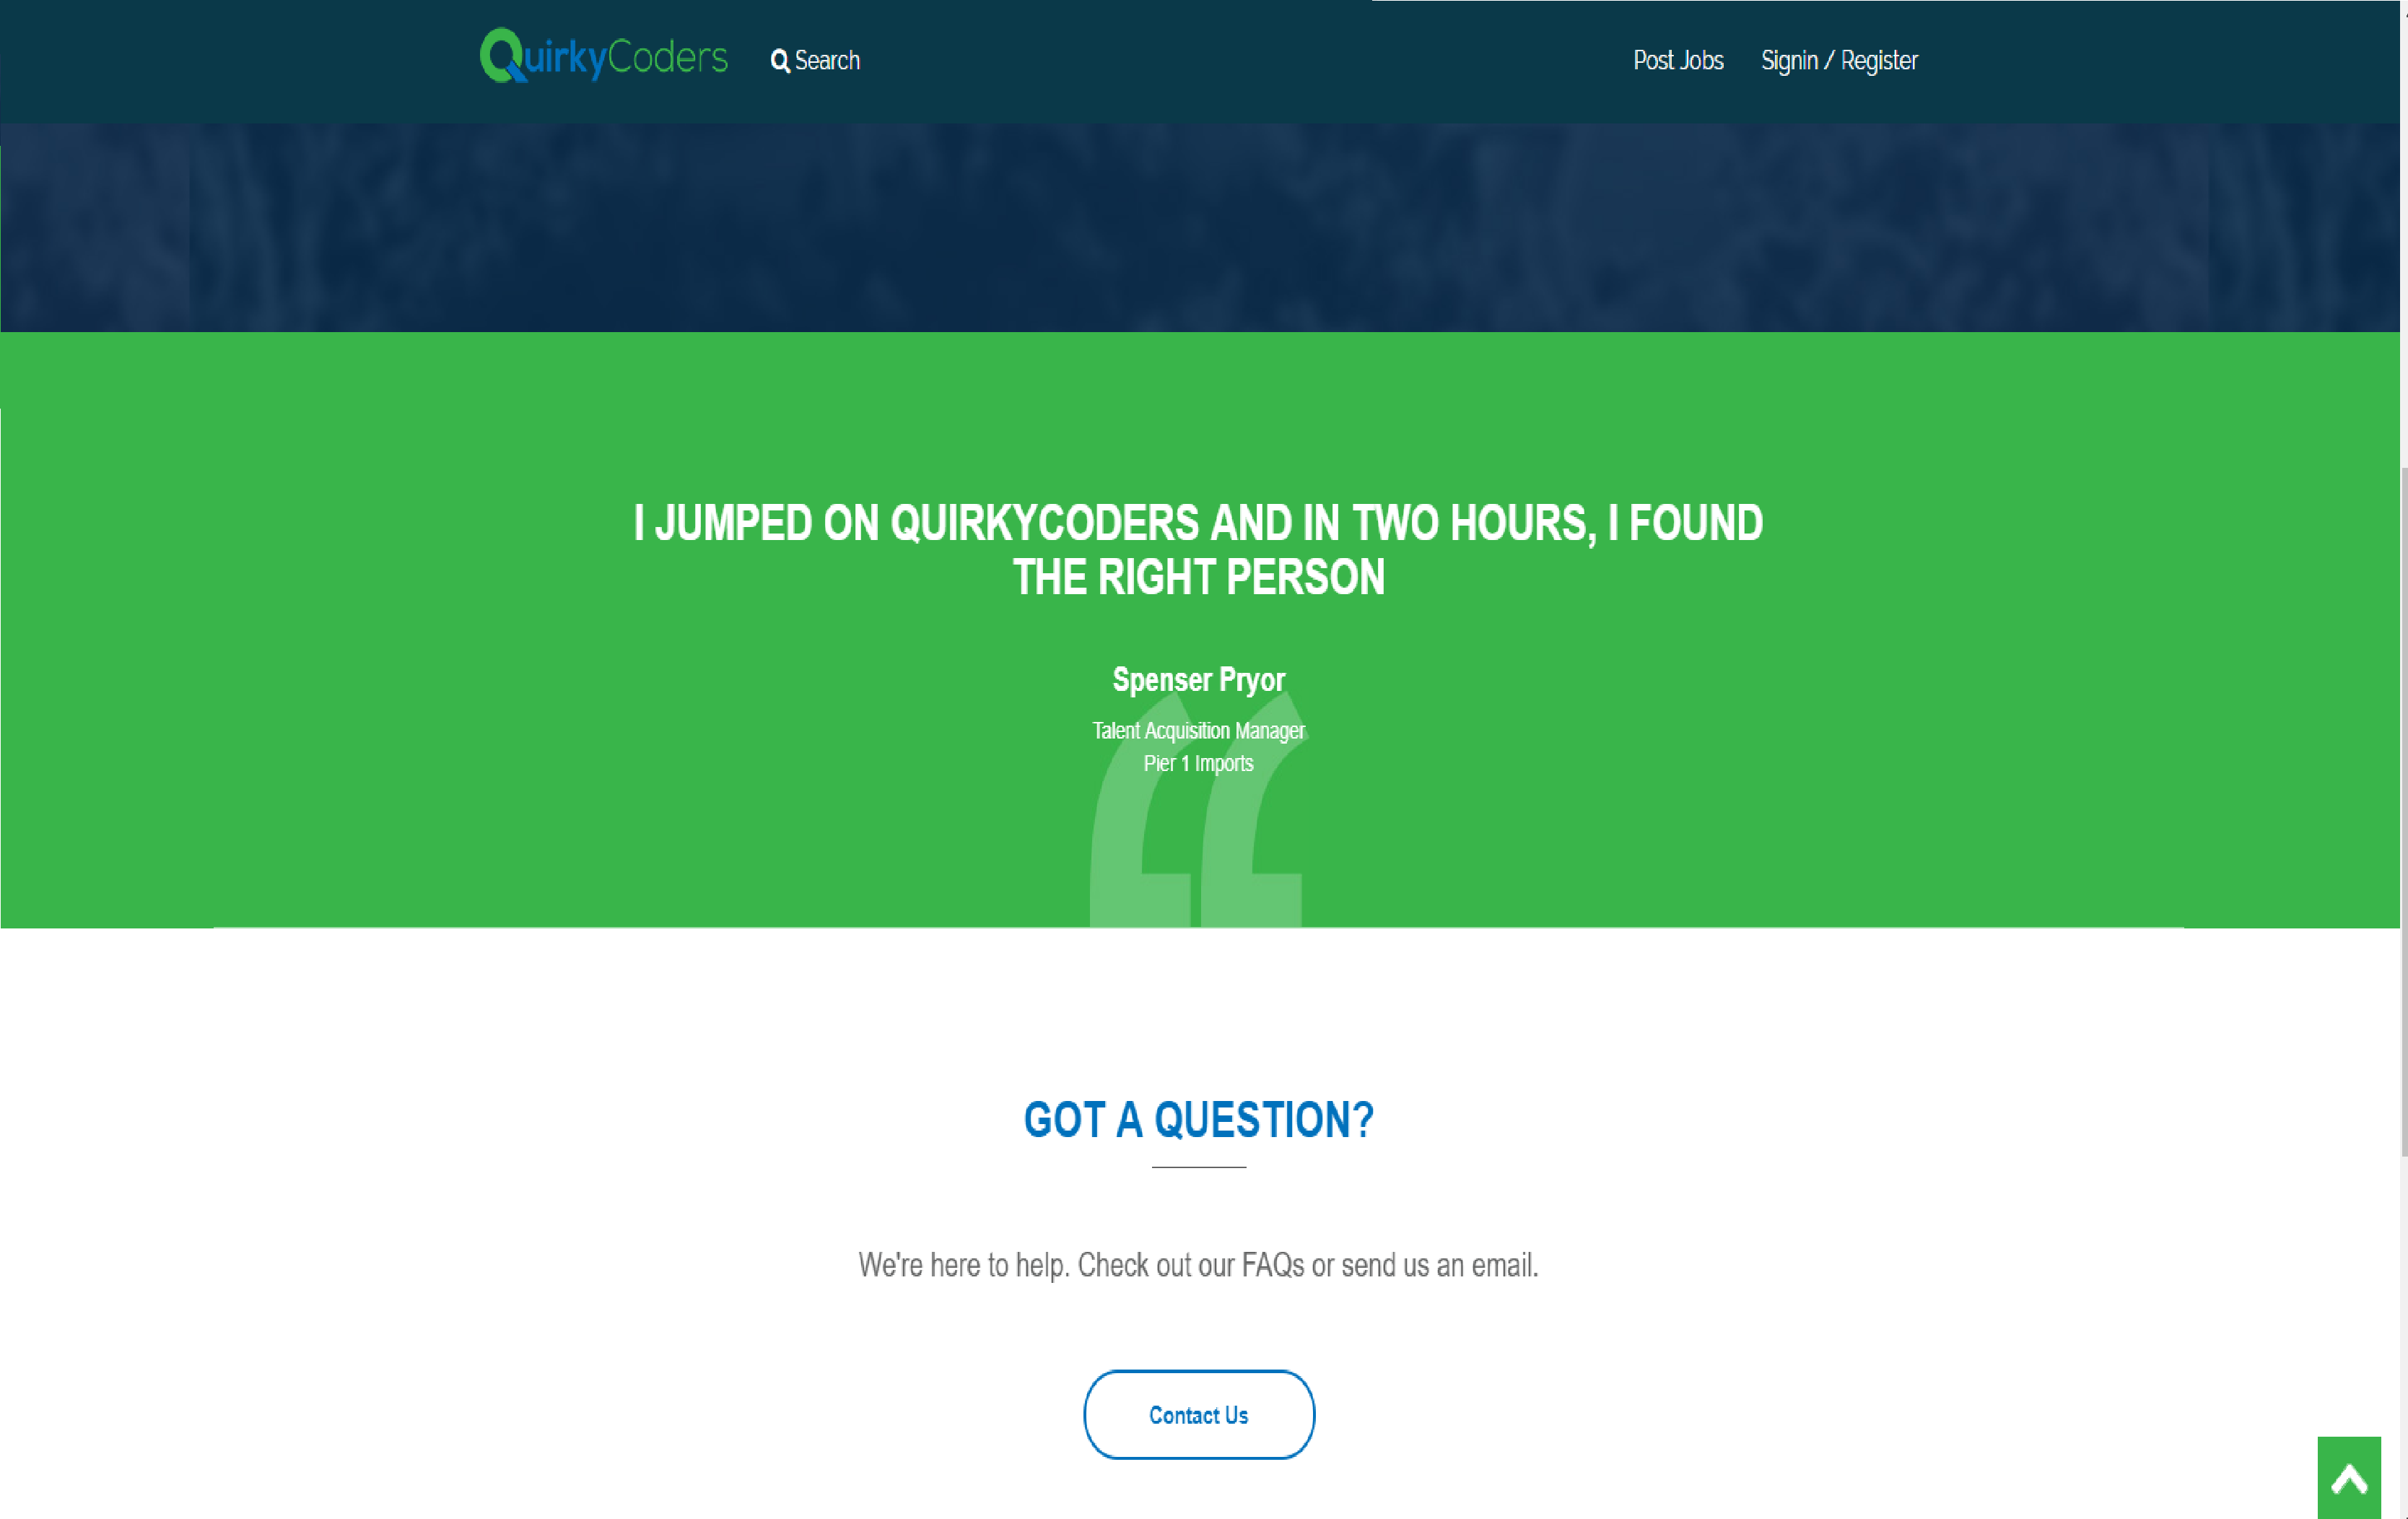 QuirkyCoders
Search
Post Jobs
Signin / Register
I JUMPED ON QUIRKYCODERS AND IN TWO HOURS, I FOUND
THE RIGHT PERSON
Spenser Pryor
Talent Acquisition Manager
Pier 1 Imports
GOT A QUESTION?
We're here to help. Check out our FAQs or send us an email.
Contact Us